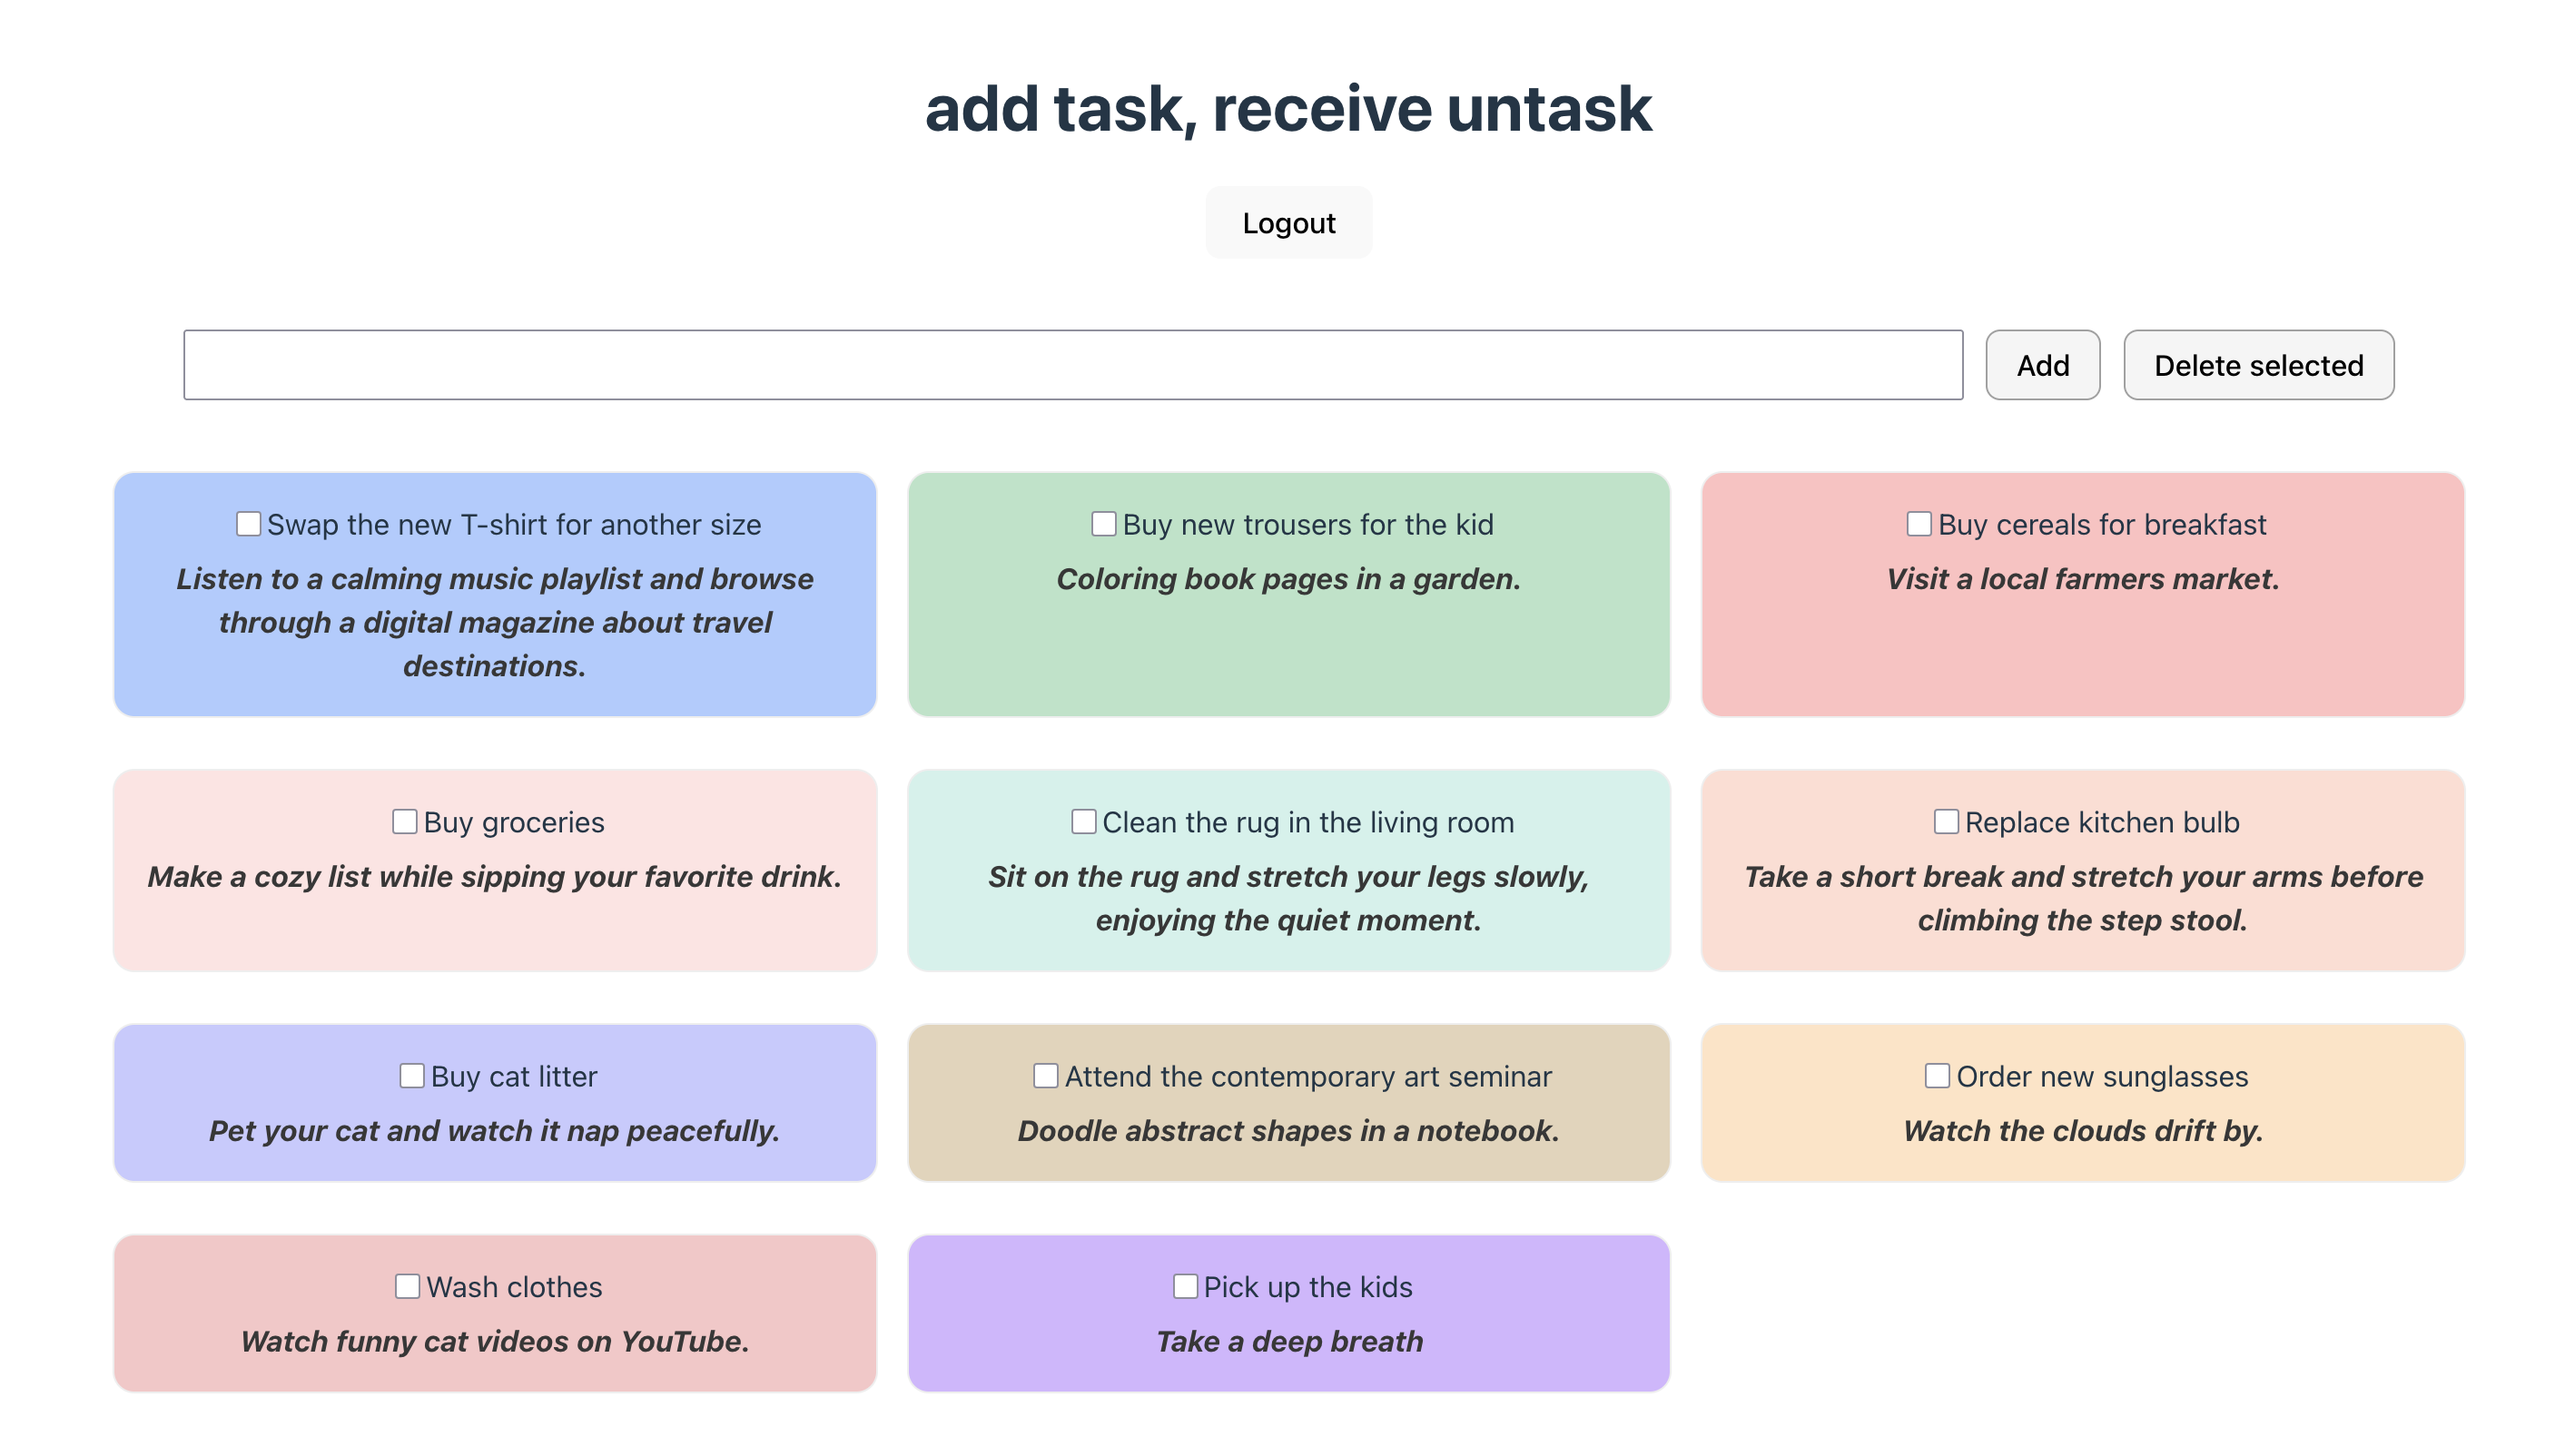 add task, receive untask
Logout
Add
Delete selected
Swap the new T-shirt for another size
Listen to a calming music playlist and browse
through a digital magazine about travel
destinations.
Buy new trousers for the kid
Coloring book pages in a garden.
Buy cereals for breakfast
Visit a local farmers market.
Buy groceries
Make a cozy list while sipping your favorite drink.
Clean the rug in the living room
Sit on the rug and stretch your legs slowly,
enjoying the quiet moment.
Replace kitchen bulb
Take a short break and stretch your arms before
climbing the step stool.
Buy cat litter
Pet your cat and watch it nap peacefully.
Attend the contemporary art seminar
Doodle abstract shapes in a notebook.
Order new sunglasses
Watch the clouds drift by.
Wash clothes
Watch funny cat videos on YouTube.
Pick up the kids
Take a deep breath